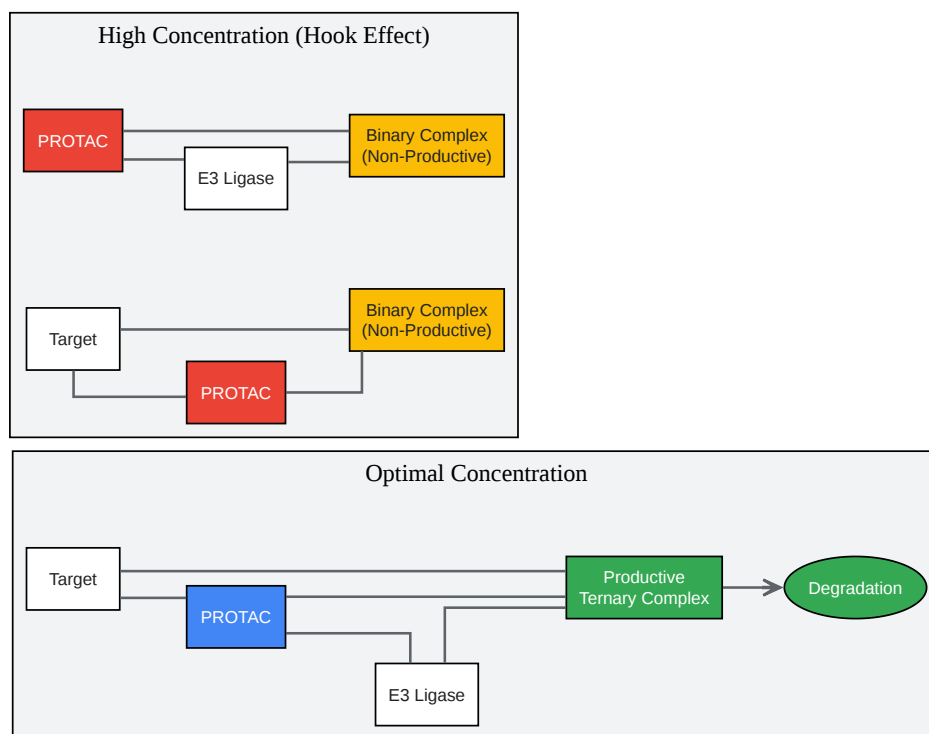 High Concentration (Hook Effect)
PROTAC
E3 Ligase
Binary Complex
(Non-Productive)
Target
PROTAC
Binary Complex
(Non-Productive)
Optimal Concentration
Target
PROTAC
E3 Ligase
Productive
Ternary Complex
Degradation